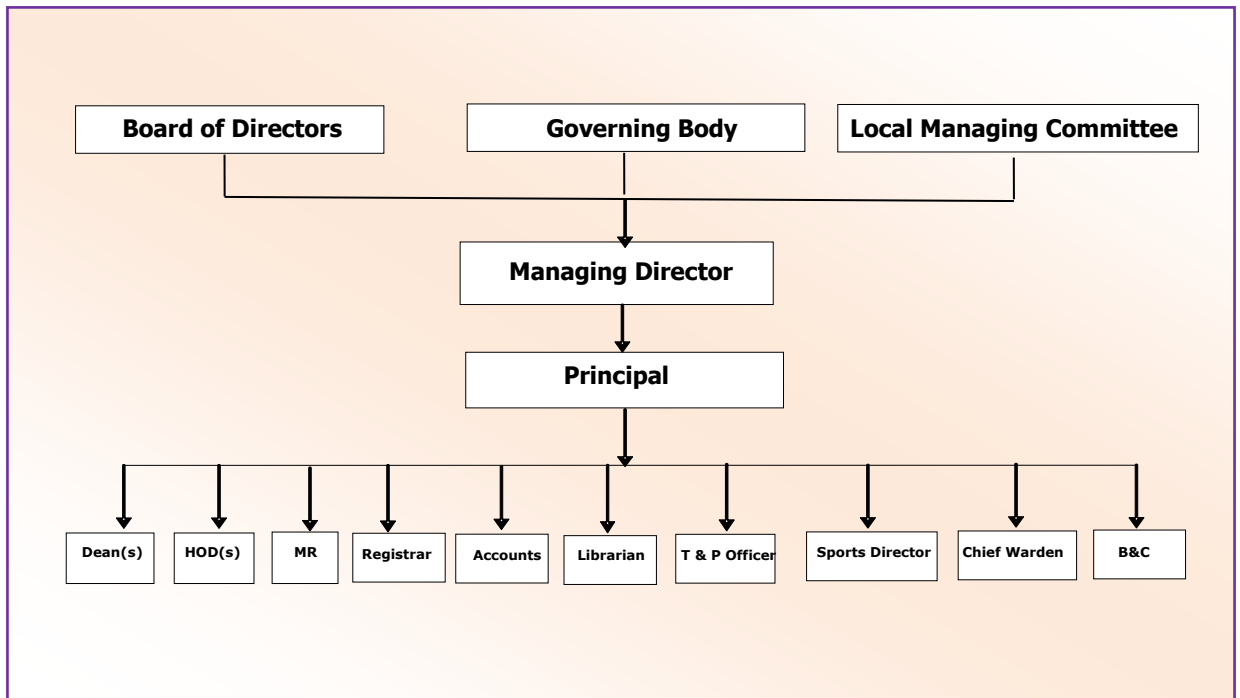 Board of Directors
Governing Body
Local Managing Committee
Managing Director
Principal
Dean(s)
HOD(s)
MR
Registrar
Accounts
Librarian
T & P Officer
Sports Director
Chief Warden
B&C